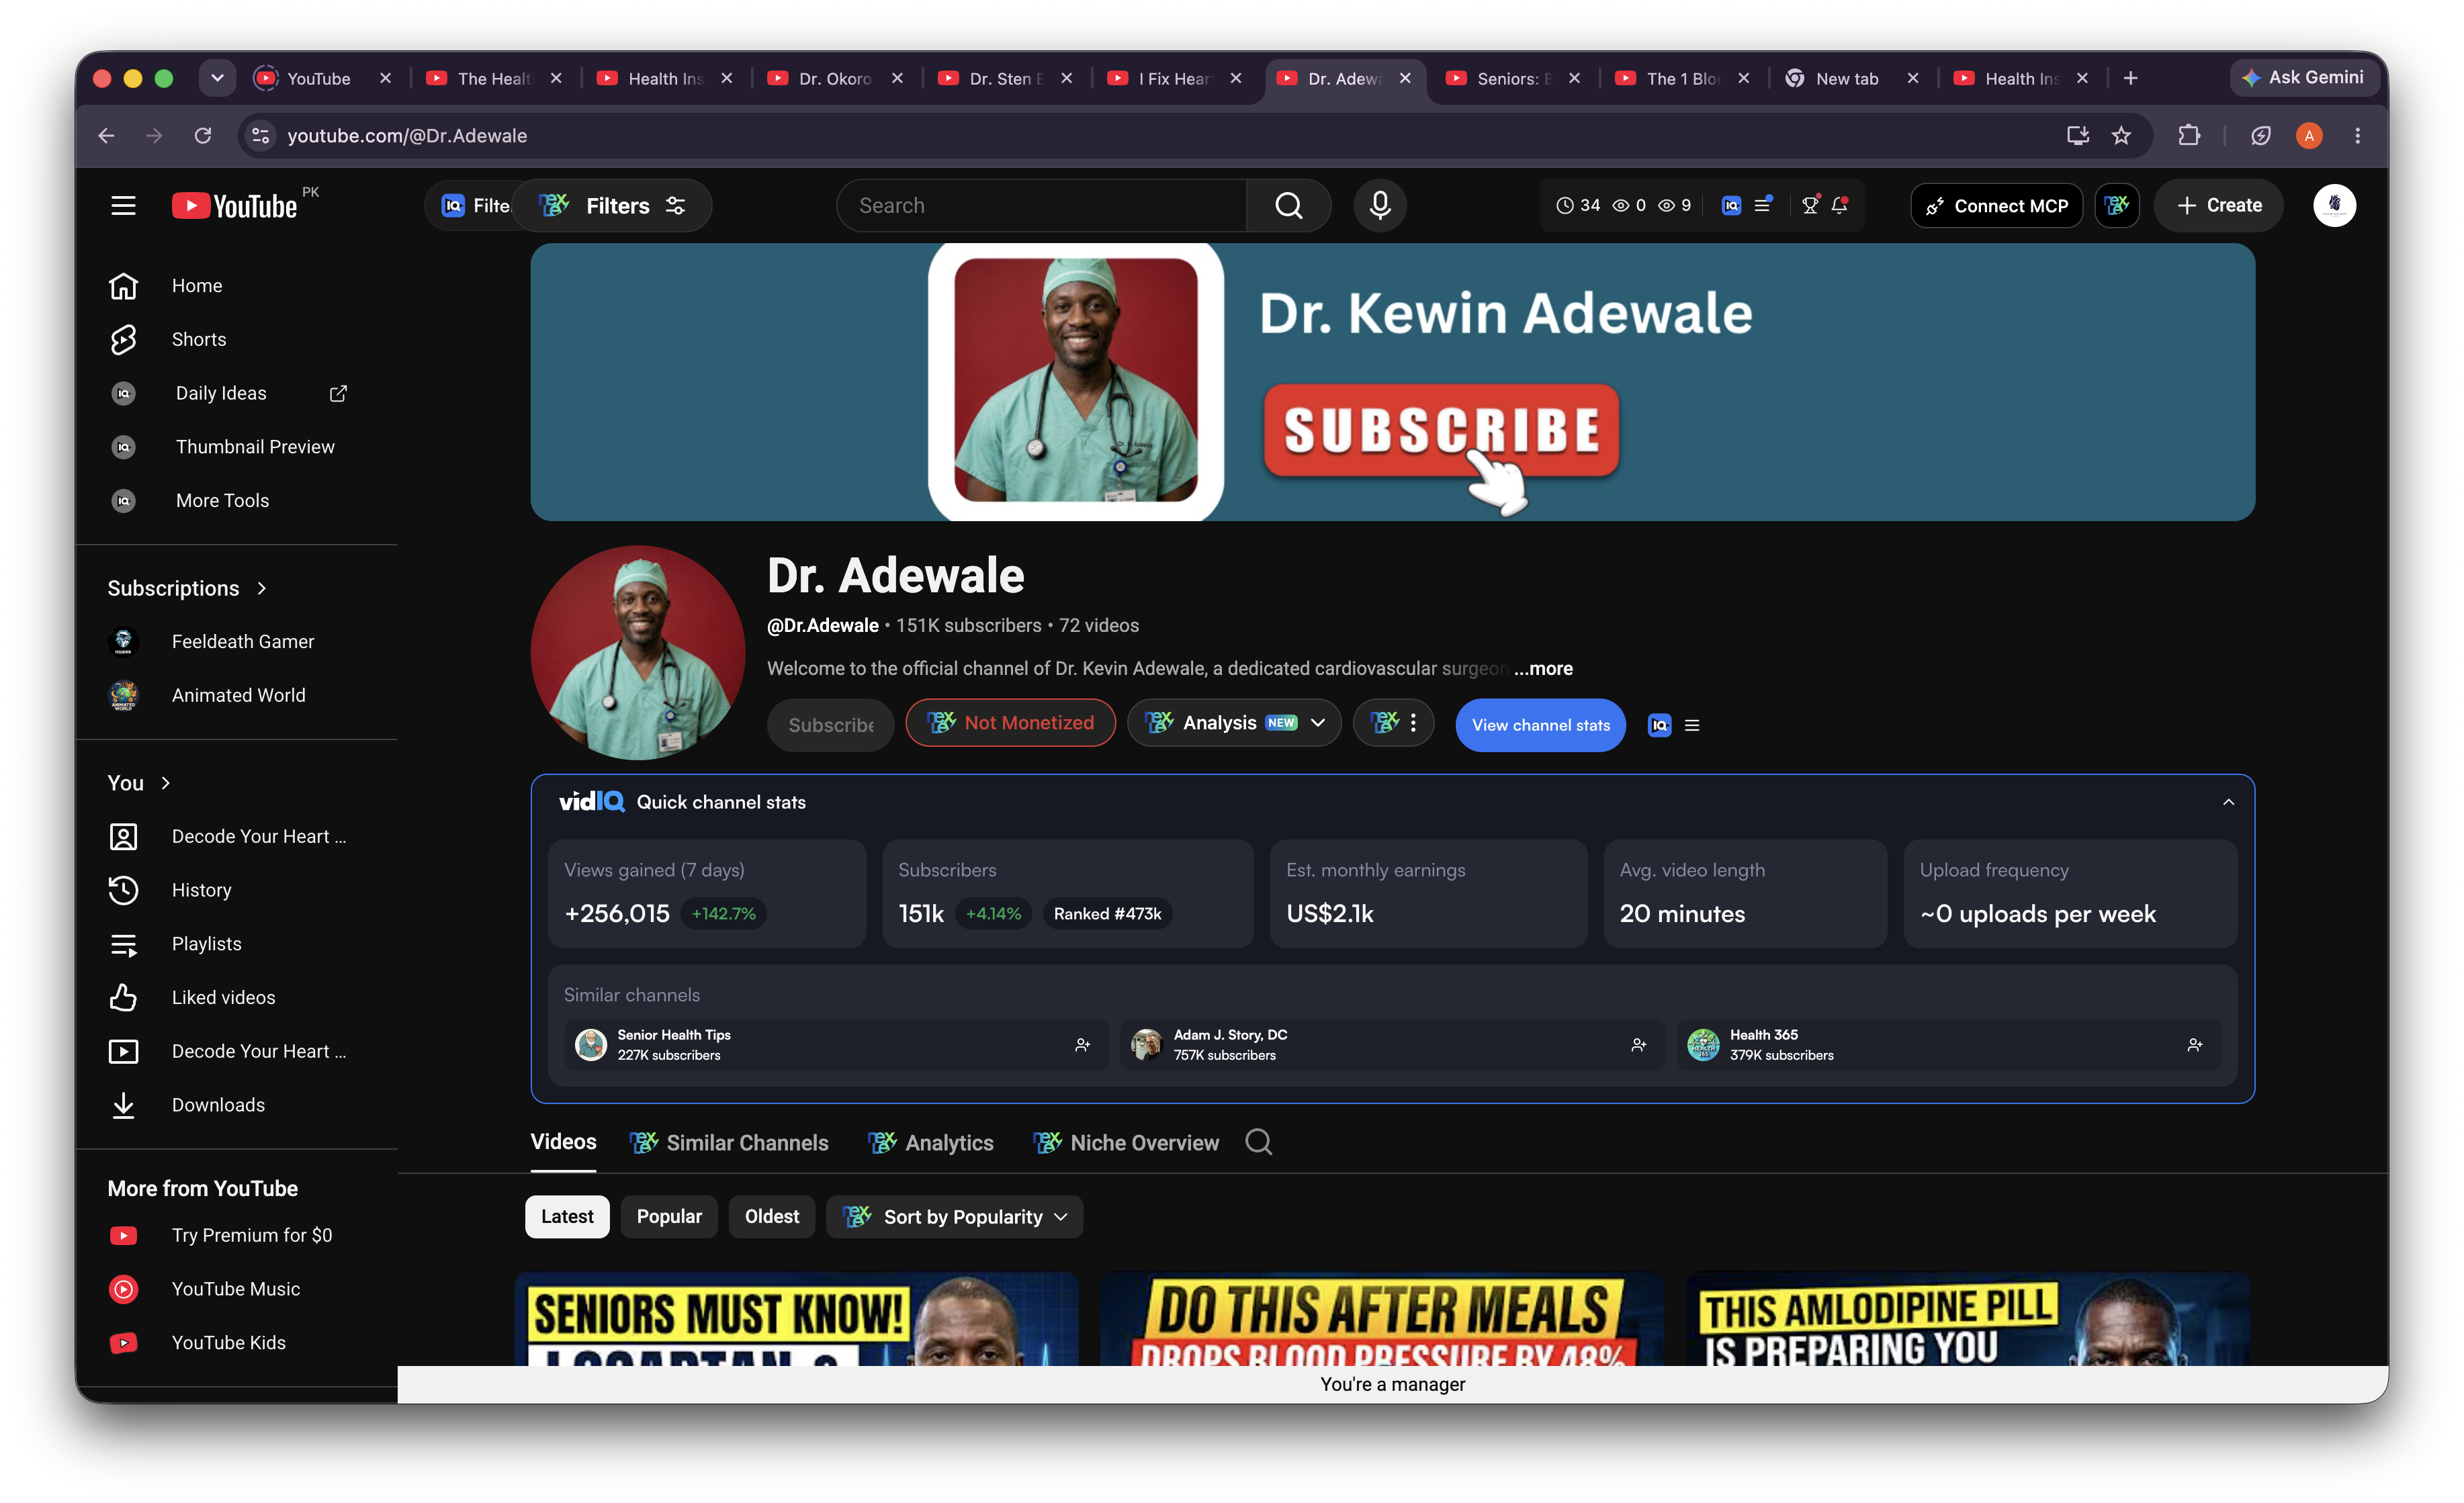 YouTube
The Healt
Health Ins
Dr. Okoro
Dr. Sten E
I Fix Hear
Dr. Adewa
Seniors: E
The 1 Bloo
New tab
Health Ins
Ask Gemini
youtube.com/@Dr.Adewale
A
YouTube PK
Filte
Filters
Search
34 0 9
Connect MCP
Create
Home
Shorts
Daily Ideas
Thumbnail Preview
More Tools
Subscriptions
Feeldeath Gamer
Animated World
You
Decode Your Heart ...
History
Playlists
Liked videos
Decode Your Heart ...
Downloads
More from YouTube
Try Premium for $0
YouTube Music
YouTube Kids
Dr. Kewin Adewale
SUBSCRIBE
Dr. Adewale
@Dr.Adewale • 151K subscribers • 72 videos
Welcome to the official channel of Dr. Kevin Adewale, a dedicated cardiovascular surgeon ...more
Subscribe
Not Monetized
Analysis NEW
View channel stats
vidIQ Quick channel stats
Views gained (7 days)
+256,015 +142.7%
Subscribers
151k +4.14% Ranked #473k
Est. monthly earnings
US$2.1k
Avg. video length
20 minutes
Upload frequency
~0 uploads per week
Similar channels
Senior Health Tips
227K subscribers
Adam J. Story, DC
757K subscribers
Health 365
379K subscribers
Videos
Similar Channels
Analytics
Niche Overview
Latest
Popular
Oldest
Sort by Popularity
SENIORS MUST KNOW!
DO THIS AFTER MEALS
DROPS BLOOD PRESSURE BY 48%
THIS AMLODIPINE PILL
IS PREPARING YOU
You're a manager